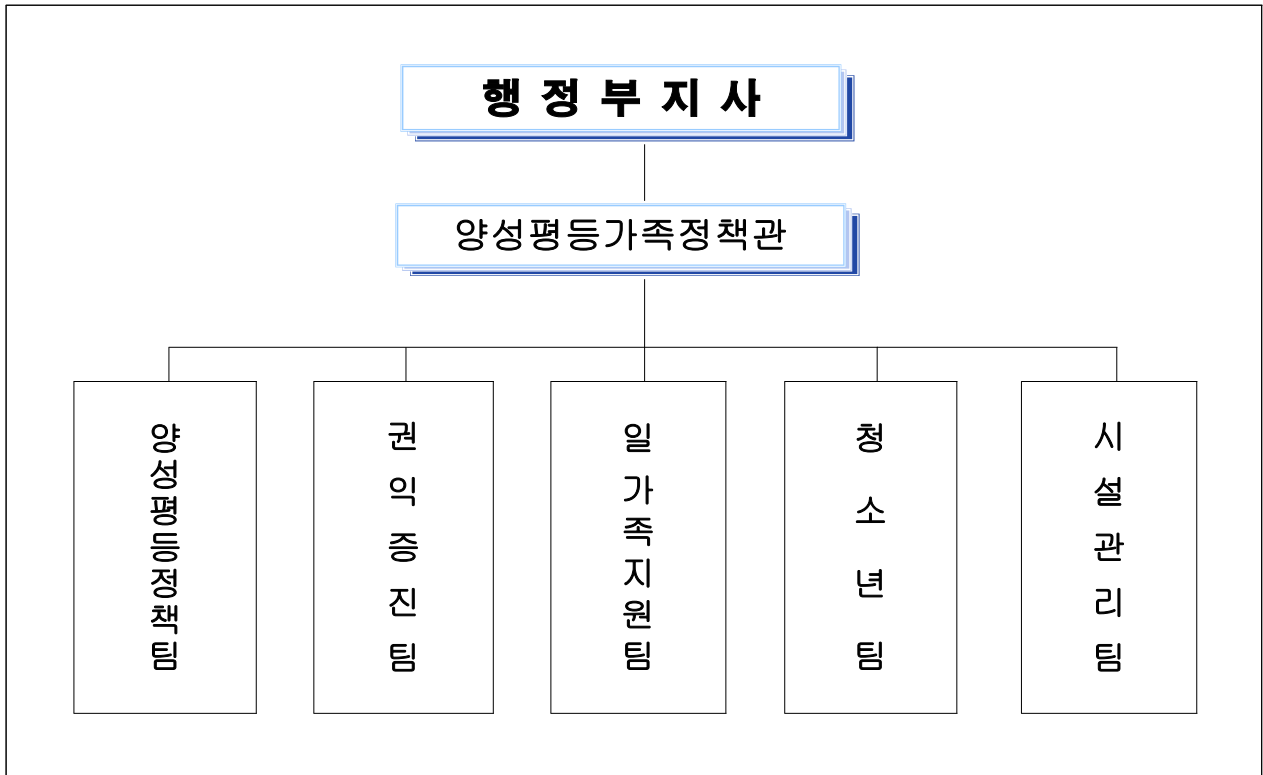 행정부지사
양성평등가족정책관
양성평등정책팀
권익증진팀
일 가족지원팀
청소년팀
시설관리팀